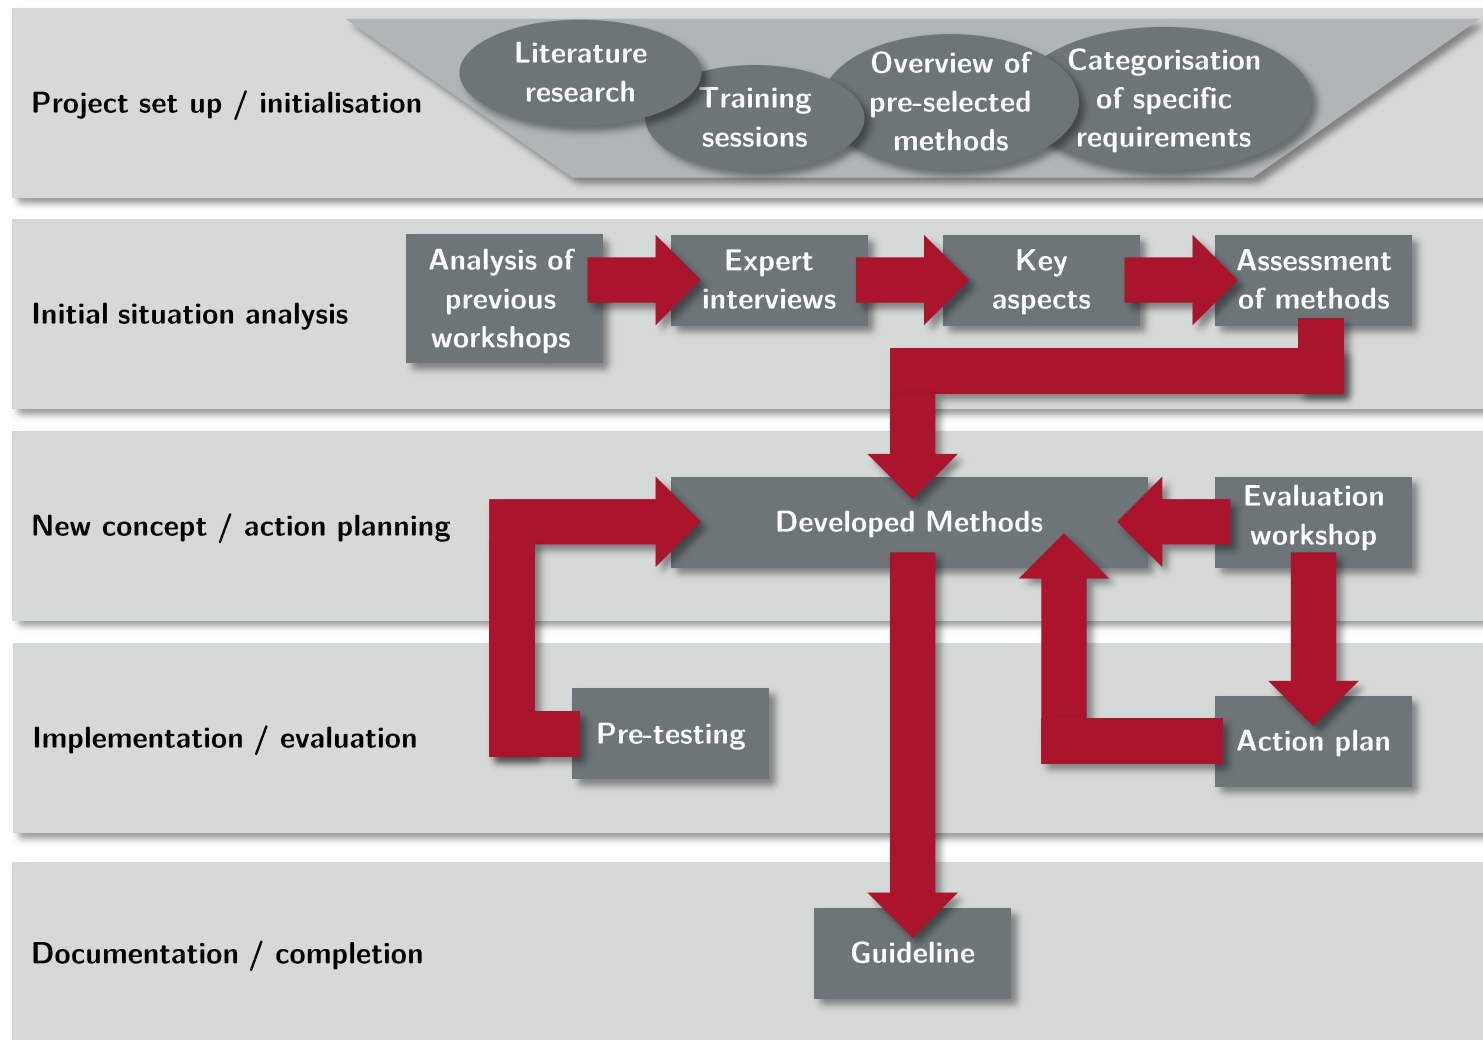 Project set up / initialisation
Literature
research
Training
sessions
Overview of
pre-selected
methods
Categorisation
of specific
requirements
Initial situation analysis
Analysis of
previous
workshops
Expert
interviews
Key
aspects
Assessment
of methods
New concept / action planning
Developed Methods
Evaluation
workshop
Implementation / evaluation
Pre-testing
Action plan
Documentation / completion
Guideline